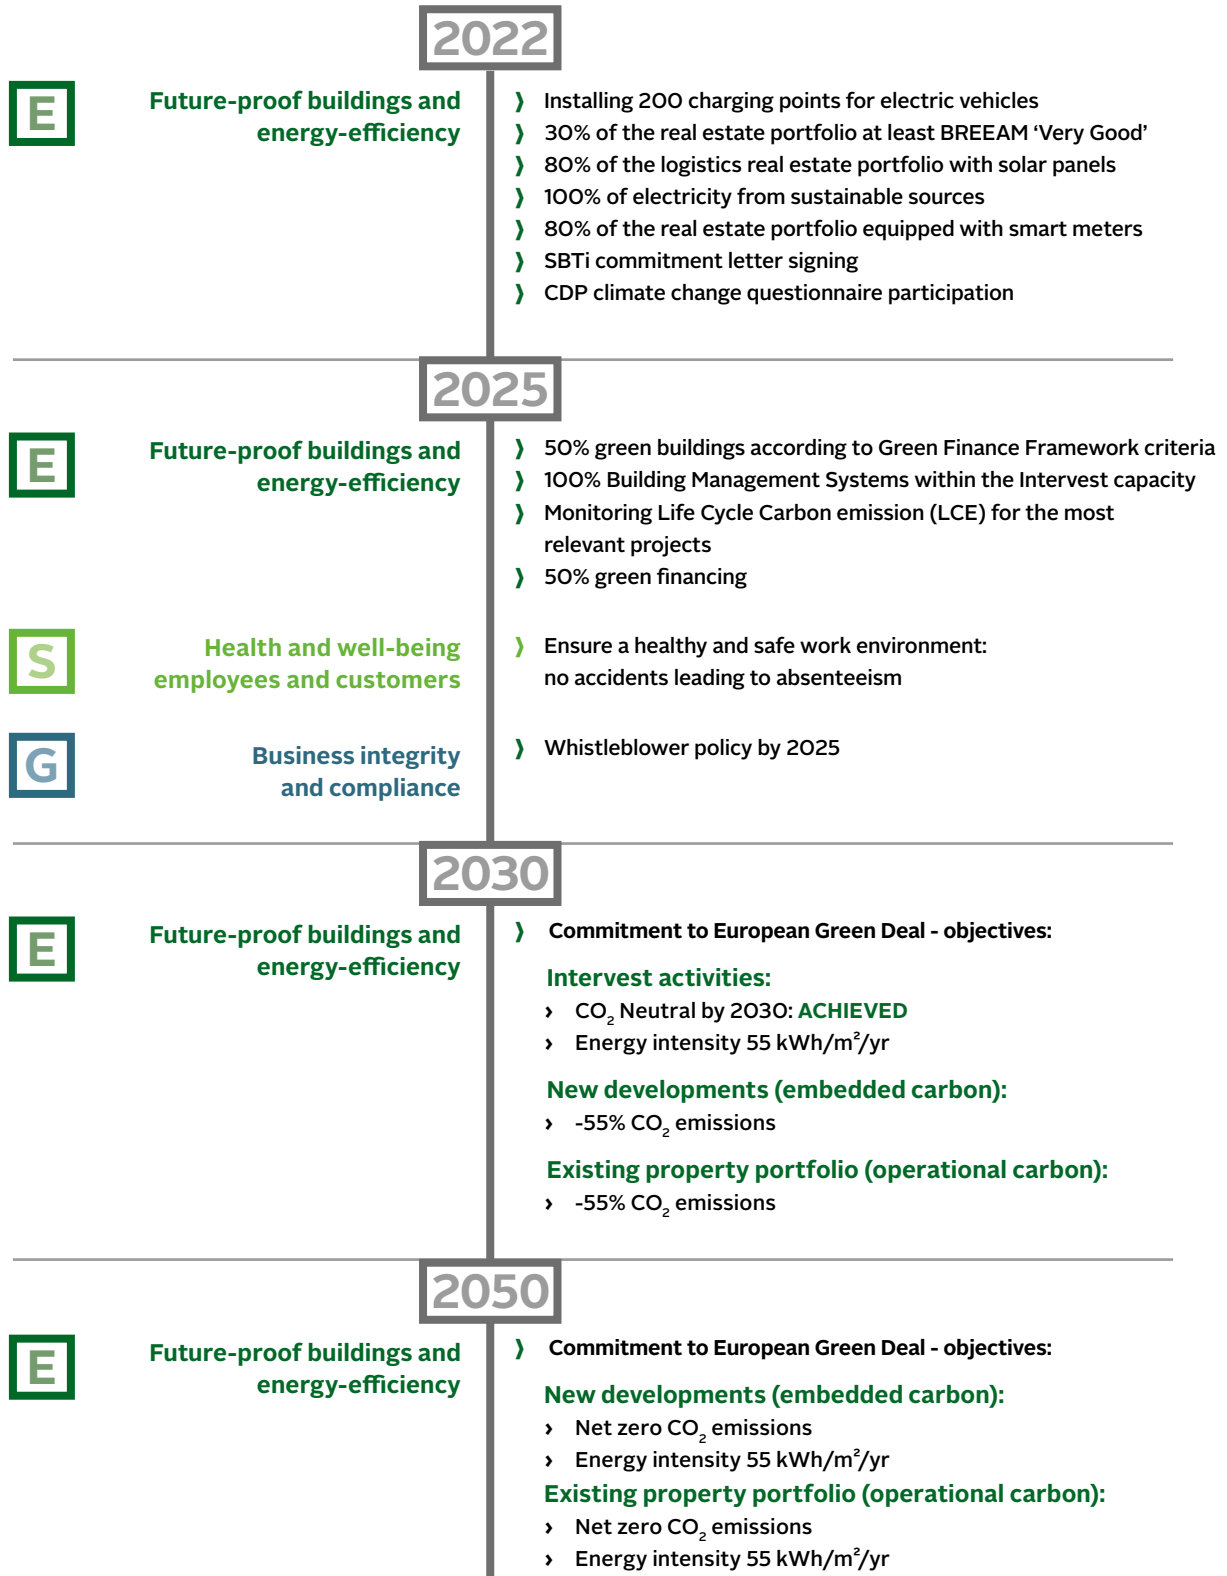 2022
E
Future-proof buildings and
energy-efficiency
❱ Installing 200 charging points for electric vehicles
❱ 30% of the real estate portfolio at least BREEAM ‘Very Good’
❱ 80% of the logistics real estate portfolio with solar panels
❱ 100% of electricity from sustainable sources
❱ 80% of the real estate portfolio equipped with smart meters
❱ SBTi commitment letter signing
❱ CDP climate change questionnaire participation
2025
E
Future-proof buildings and
energy-efficiency
❱ 50% green buildings according to Green Finance Framework criteria
❱ 100% Building Management Systems within the Intervest capacity
❱ Monitoring Life Cycle Carbon emission (LCE) for the most
relevant projects
❱ 50% green financing
S
Health and well-being
employees and customers
❱ Ensure a healthy and safe work environment:
no accidents leading to absenteeism
G
Business integrity
and compliance
❱ Whistleblower policy by 2025
2030
E
Future-proof buildings and
energy-efficiency
❱ Commitment to European Green Deal - objectives:
Intervest activities:
› CO₂ Neutral by 2030: ACHIEVED
› Energy intensity 55 kWh/m²/yr
New developments (embedded carbon):
› -55% CO₂ emissions
Existing property portfolio (operational carbon):
› -55% CO₂ emissions
2050
E
Future-proof buildings and
energy-efficiency
❱ Commitment to European Green Deal - objectives:
New developments (embedded carbon):
› Net zero CO₂ emissions
› Energy intensity 55 kWh/m²/yr
Existing property portfolio (operational carbon):
› Net zero CO₂ emissions
› Energy intensity 55 kWh/m²/yr